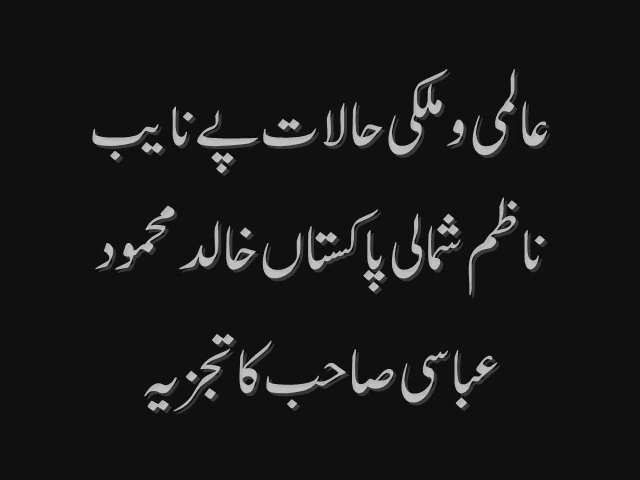 عالمی و ملکی حالات پے نایب
ناظم شمالی پاکستان خالد محمود
عباسی صاحب کا تجزیہ